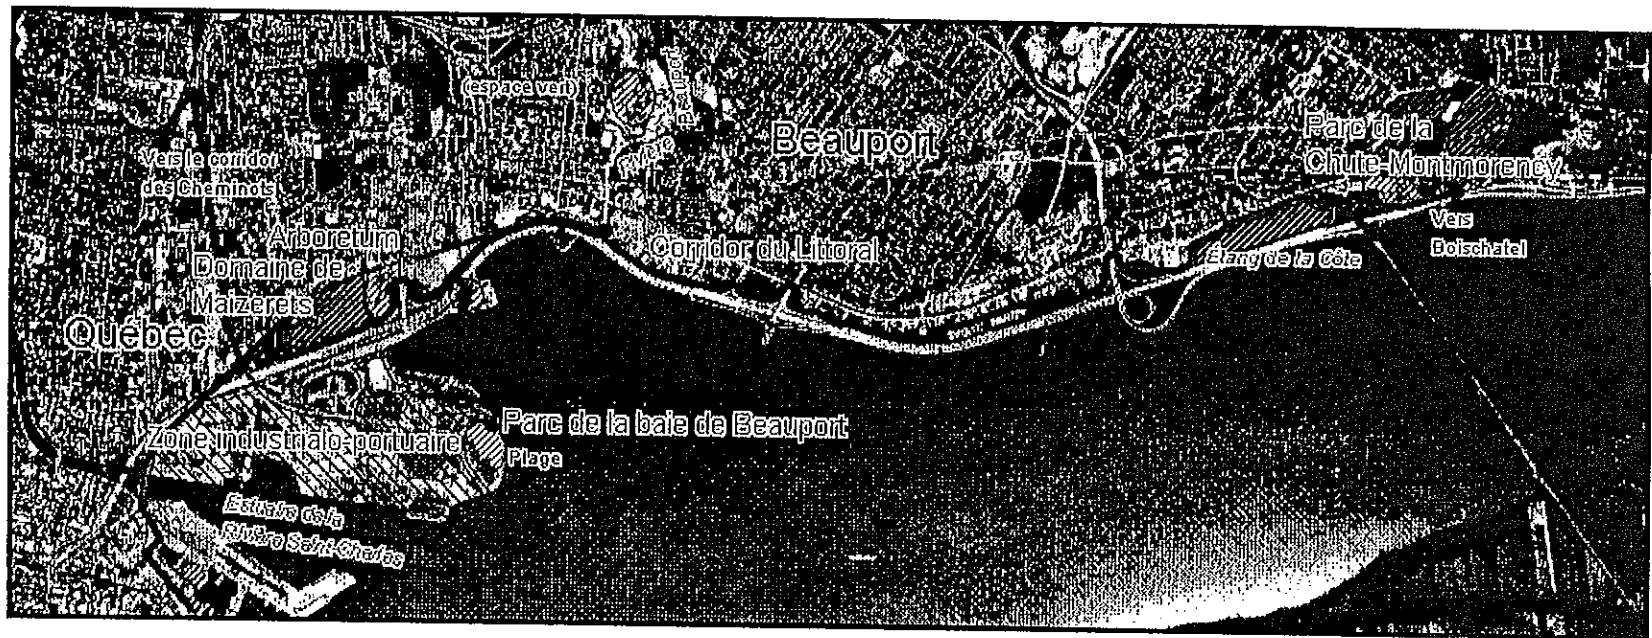 (espace vert)
Rivière Beauport
Beauport
Parc de la
Chute-Montmorency
Vers le corridor
des Cheminots
Arboretum
Corridor du Littoral
Vers
Boischatel
Domaine de
Maizerets
Étang de la Côte
Québec
Parc de la baie de Beauport
Zone industrialo-portuaire
Plage
Estuaire de la
Rivière Saint-Charles